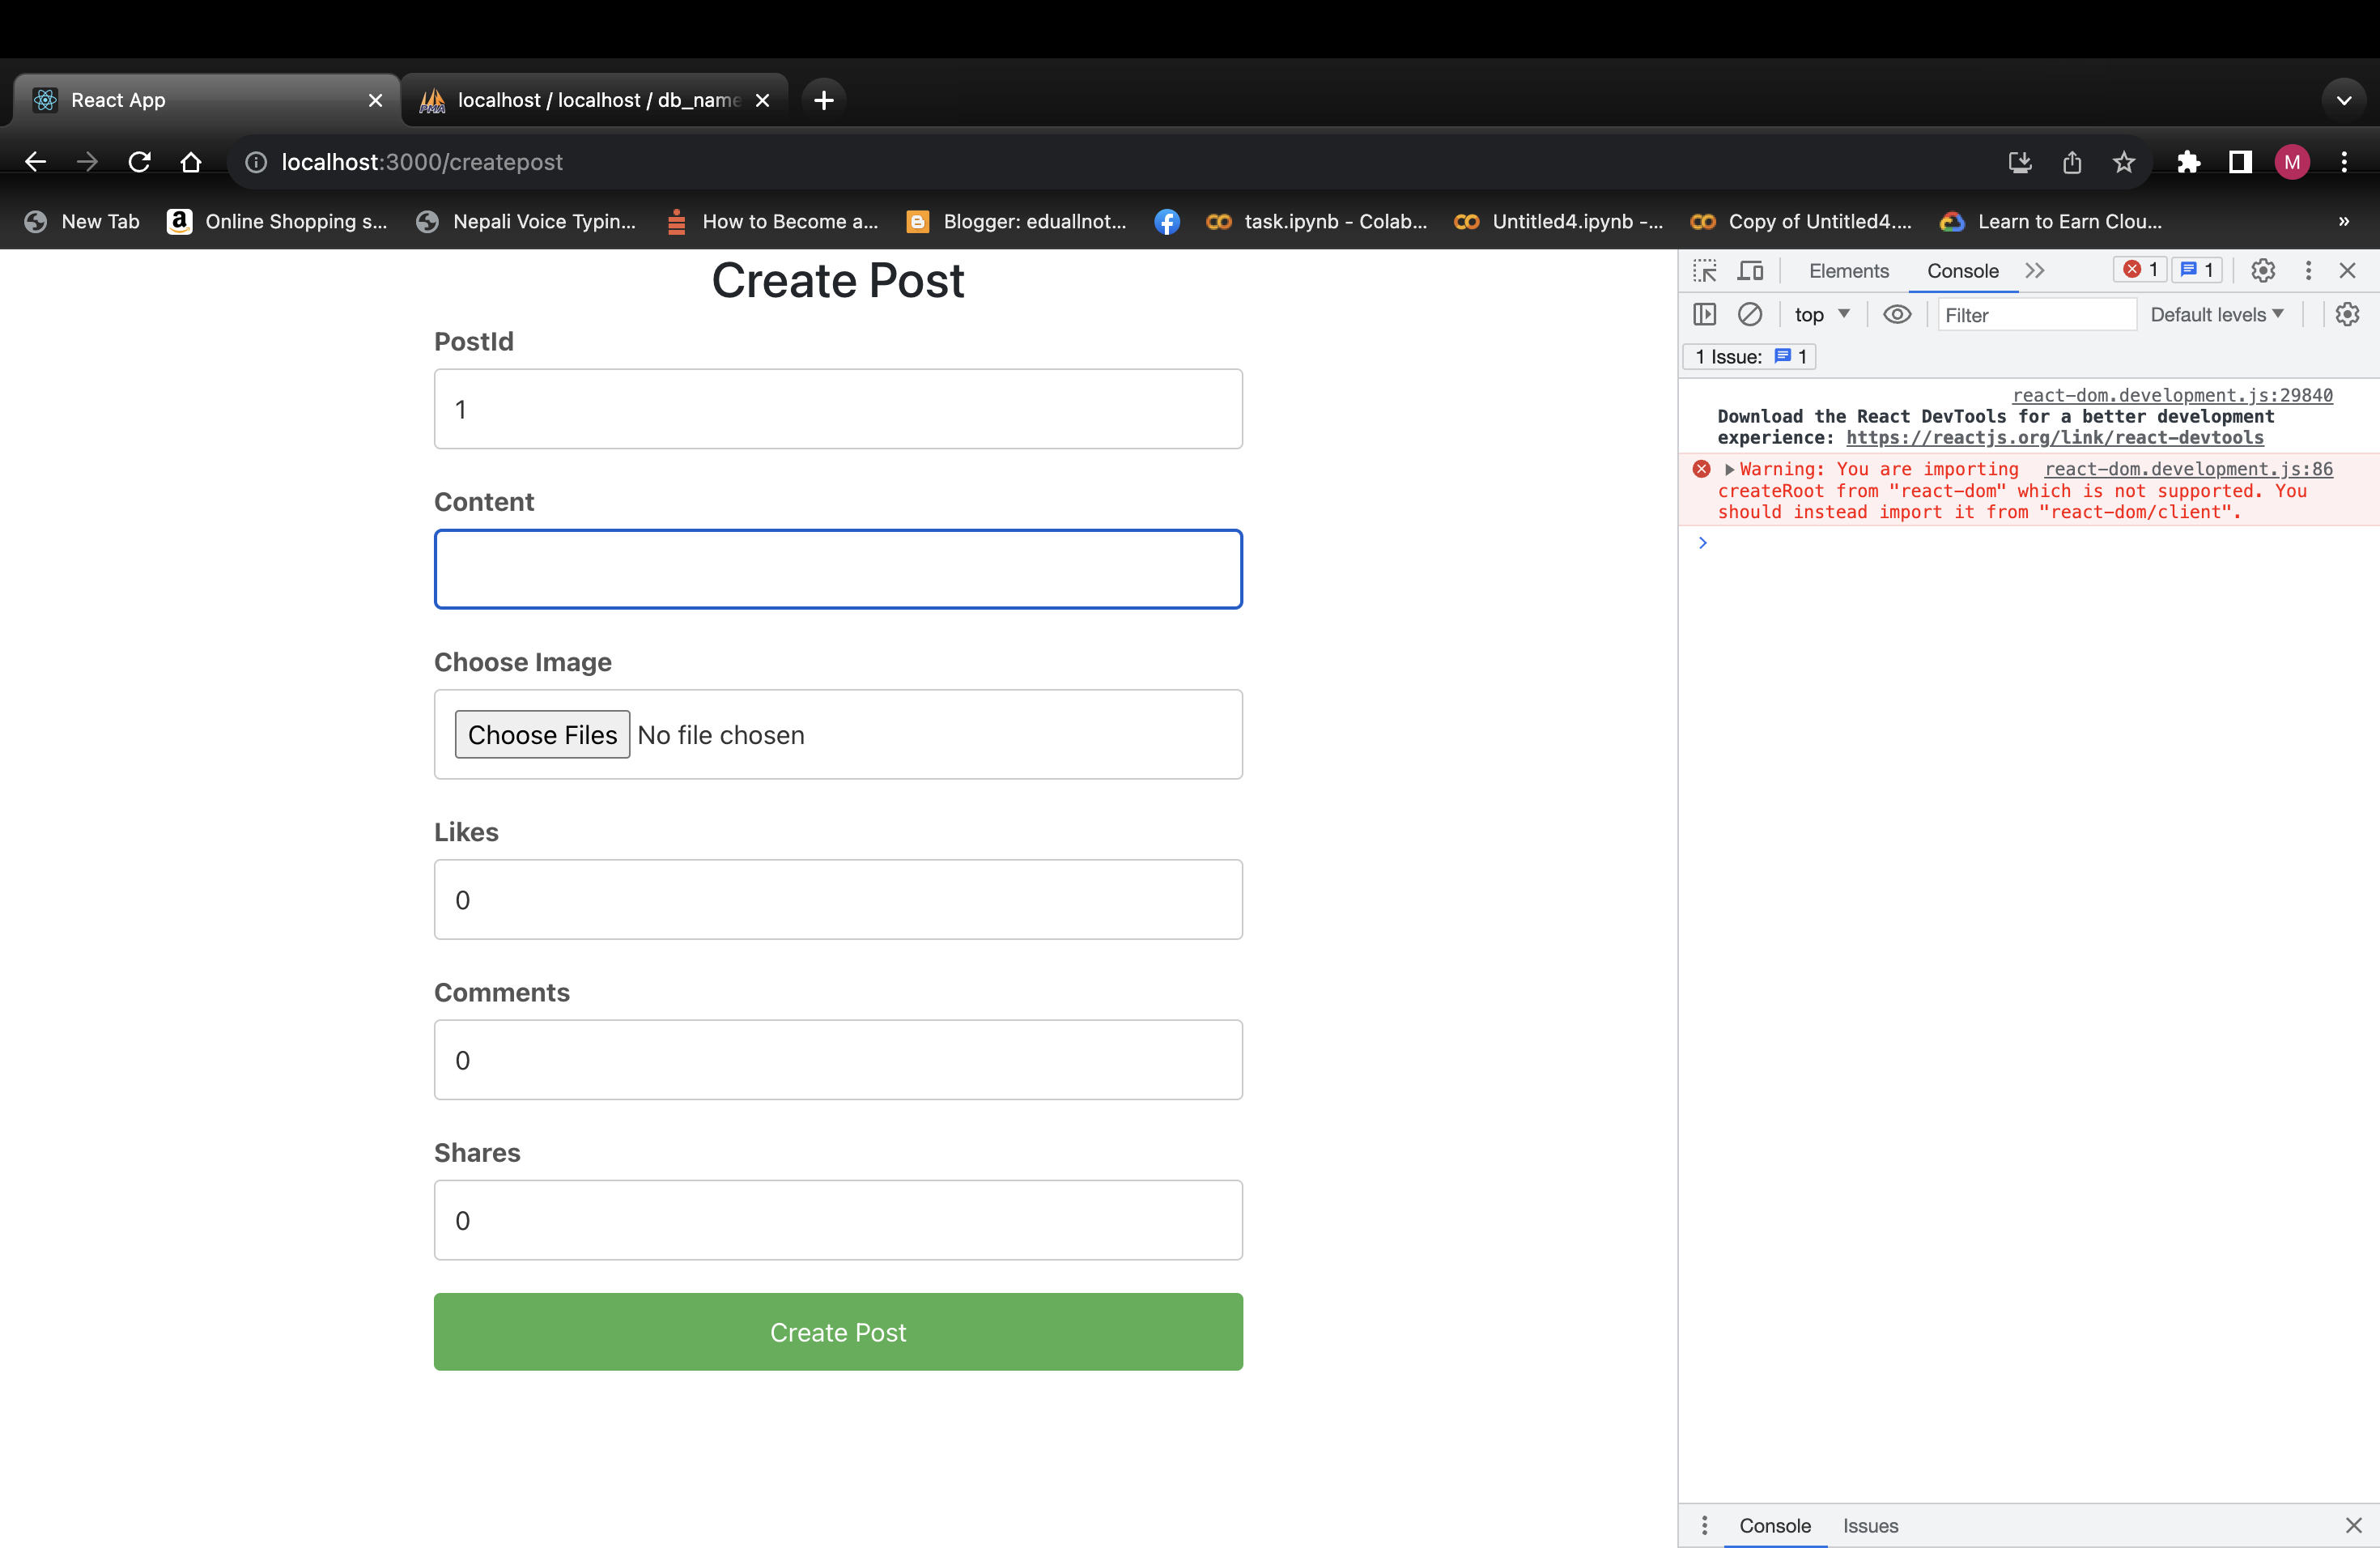 React App
localhost / localhost / db_name
localhost:3000/createpost
M
New Tab
Online Shopping s...
Nepali Voice Typin...
How to Become a...
Blogger: eduallnot...
task.ipynb - Colab...
Untitled4.ipynb -...
Copy of Untitled4....
Learn to Earn Clou...
»
Create Post
PostId
1
Content
Choose Image
Choose Files No file chosen
Likes
0
Comments
0
Shares
0
Create Post
Elements Console 1 1
top Filter Default levels
1 Issue: 1
react-dom.development.js:29840
Download the React DevTools for a better development
experience: https://reactjs.org/link/react-devtools
Warning: You are importing react-dom.development.js:86
createRoot from "react-dom" which is not supported. You
should instead import it from "react-dom/client".
Console Issues